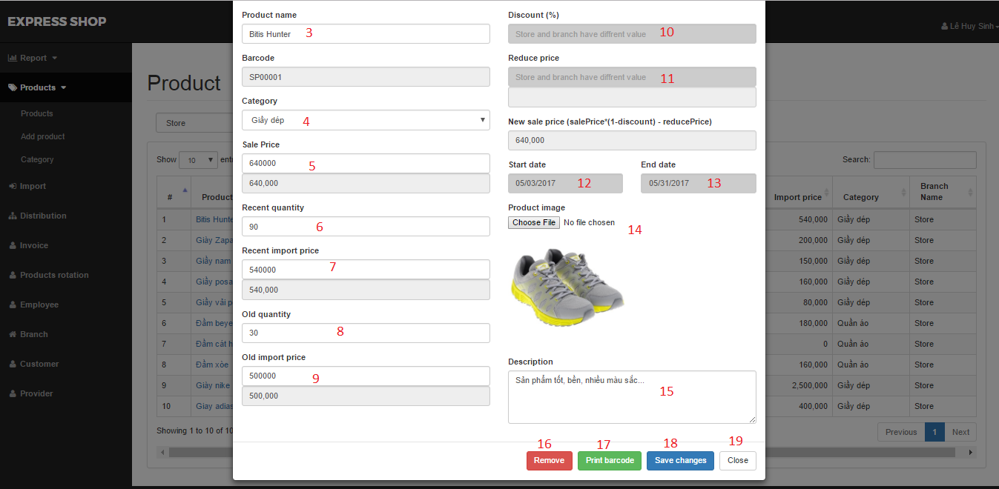 EXPRESS SHOP
Lê Huy Sinh
Report
Products
Products
Add product
Category
Import
Distribution
Invoice
Products rotation
Employee
Branch
Customer
Provider
Product
Store
Show 10
Search:
# Product
Import price Category Branch Name
1 Bitis Hunte 540,000 Giầy dép Store
2 Giày Zapa 200,000 Giầy dép Store
3 Giầy nam 150,000 Giầy dép Store
4 Giầy posa 160,000 Giầy dép Store
5 Giầy vải p 80,000 Giầy dép Store
6 Đầm beye 180,000 Quần áo Store
7 Đầm cát h 0 Quần áo Store
8 Đầm xòe 160,000 Quần áo Store
9 Giày nike 2,500,000 Giầy dép Store
10 Giay adias 400,000 Giầy dép Store
Showing 1 to 10 of 10
Previous 1 Next
Product name
Bitis Hunter 3
Barcode
SP00001
Category
Giầy dép 4
Sale Price
640000 5
640,000
Recent quantity
90 6
Recent import price
540000 7
540,000
Old quantity
30 8
Old import price
500000 9
500,000
Discount (%)
Store and branch have diffrent value 10
Reduce price
Store and branch have diffrent value 11
New sale price (salePrice*(1-discount) - reducePrice)
640,000
Start date End date
05/03/2017 12 05/31/2017 13
Product image
Choose File No file chosen 14
Description
Sản phẩm tốt, bền, nhiều màu sắc...
15
16 17 18 19
Remove Print barcode Save changes Close